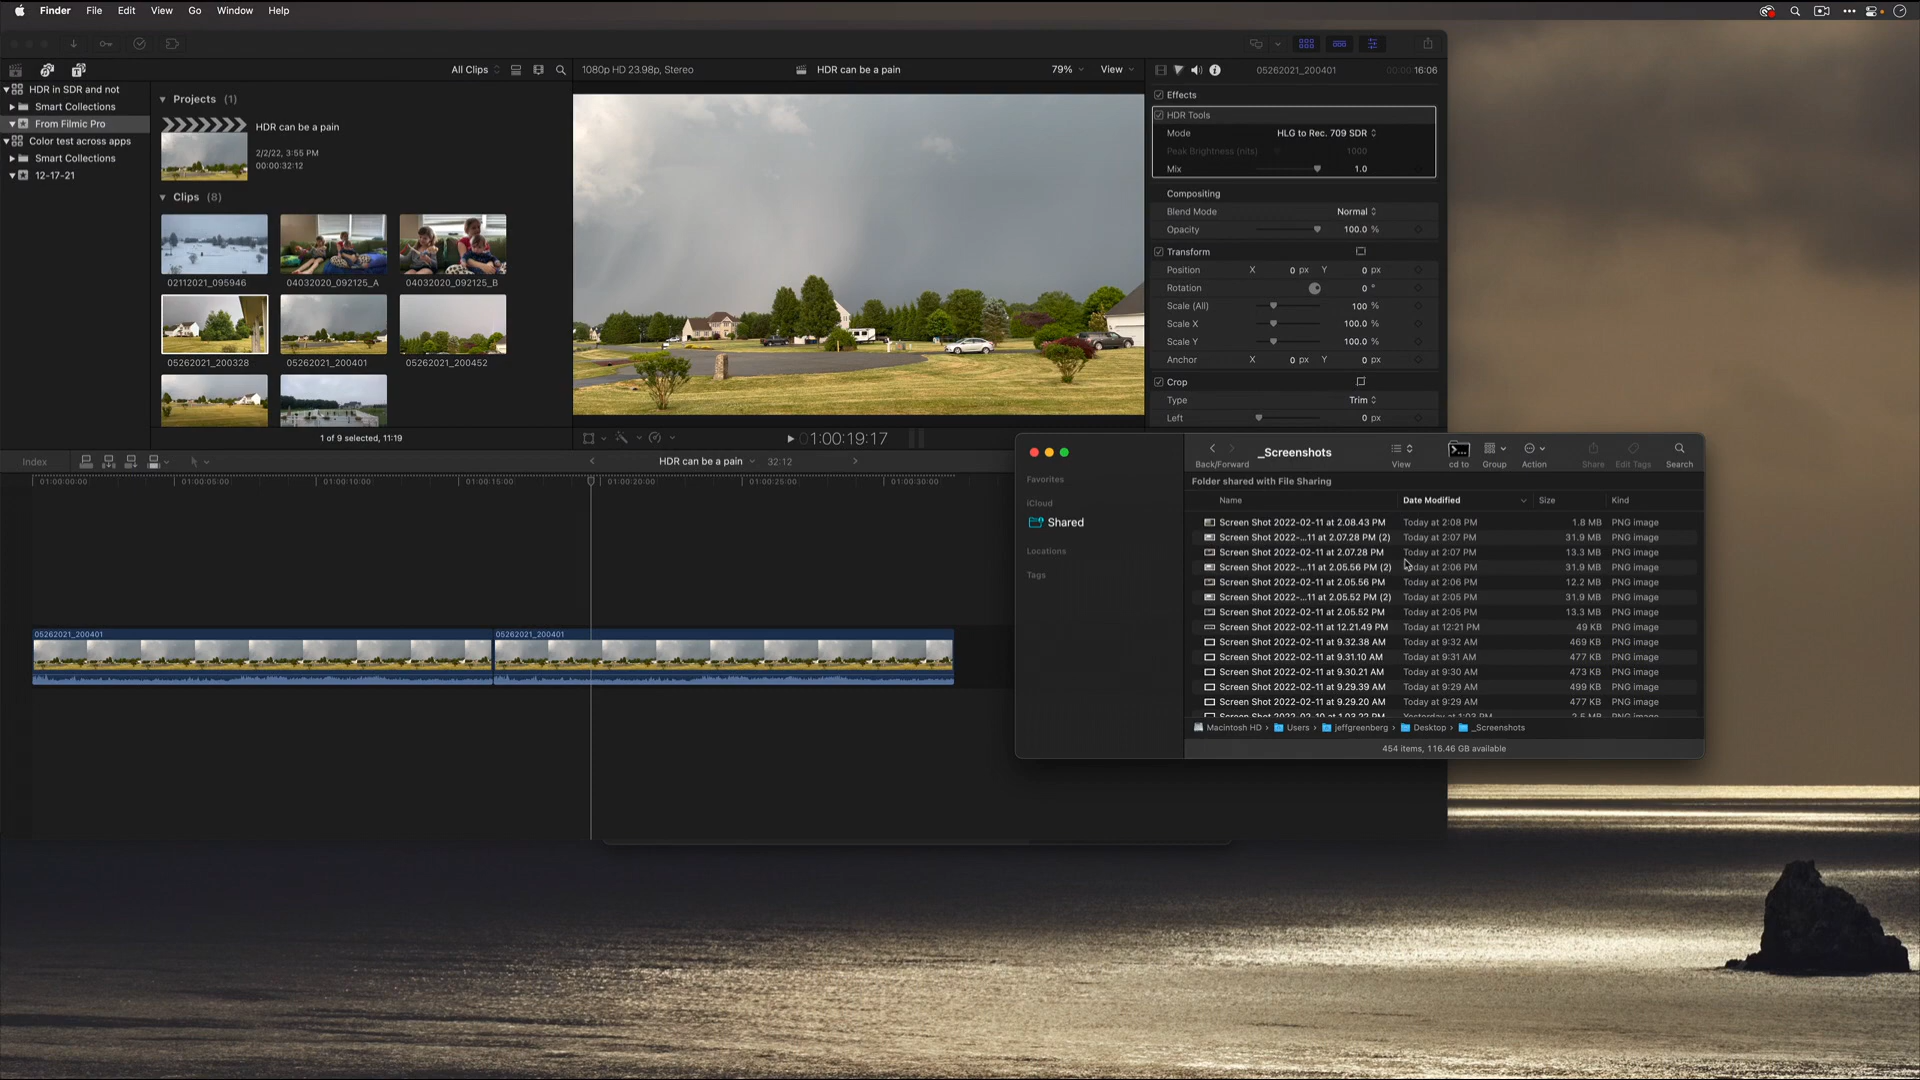 Finder File Edit View Go Window Help
All Clips
1080p HD 23.98p, Stereo
HDR can be a pain
79%
View
05262021_200401
00:00:16:06
HDR in SDR and not
Smart Collections
From Filmic Pro
Color test across apps
Smart Collections
12-17-21
Projects (1)
HDR can be a pain
2/2/22, 3:55 PM
00:00:32:12
Clips (8)
02112021_095946
04032020_092125_A
04032020_092125_B
05262021_200328
05262021_200401
05262021_200452
1 of 9 selected, 11:19
01:00:19:17
Effects
HDR Tools
Mode HLG to Rec. 709 SDR
Peak Brightness (nits) 1000
Mix 1.0
Compositing
Blend Mode Normal
Opacity 100.0 %
Transform
Position X 0 px Y 0 px
Rotation 0 °
Scale (All) 100 %
Scale X 100.0 %
Scale Y 100.0 %
Anchor X 0 px Y 0 px
Crop
Type Trim
Left 0 px
Index
HDR can be a pain
32:12
01:00:00:00 01:00:05:00 01:00:10:00 01:00:15:00 01:00:20:00 01:00:25:00 01:00:30:00
05262021_200401
05262021_200401
Favorites
iCloud
Shared
Locations
Tags
Back/Forward
_Screenshots
View
cd to
Group
Action
Share
Edit Tags
Search
Folder shared with File Sharing
Name Date Modified Size Kind
Screen Shot 2022-02-11 at 2.08.43 PM Today at 2:08 PM 1.8 MB PNG image
Screen Shot 2022-...11 at 2.07.28 PM (2) Today at 2:07 PM 31.9 MB PNG image
Screen Shot 2022-02-11 at 2.07.28 PM Today at 2:07 PM 13.3 MB PNG image
Screen Shot 2022-...11 at 2.05.56 PM (2) Today at 2:06 PM 31.9 MB PNG image
Screen Shot 2022-02-11 at 2.05.56 PM Today at 2:06 PM 12.2 MB PNG image
Screen Shot 2022-...11 at 2.05.52 PM (2) Today at 2:05 PM 31.9 MB PNG image
Screen Shot 2022-02-11 at 2.05.52 PM Today at 2:05 PM 13.3 MB PNG image
Screen Shot 2022-02-11 at 12.21.49 PM Today at 12:21 PM 49 KB PNG image
Screen Shot 2022-02-11 at 9.32.38 AM Today at 9:32 AM 469 KB PNG image
Screen Shot 2022-02-11 at 9.31.10 AM Today at 9:31 AM 477 KB PNG image
Screen Shot 2022-02-11 at 9.30.21 AM Today at 9:30 AM 473 KB PNG image
Screen Shot 2022-02-11 at 9.29.39 AM Today at 9:29 AM 499 KB PNG image
Screen Shot 2022-02-11 at 9.29.20 AM Today at 9:29 AM 477 KB PNG image
Screen Shot 2022-02-10 at 1.03.22 PM Yesterday at 1:03 PM 2.5 MB PNG image
Macintosh HD › Users › jeffgreenberg › Desktop › _Screenshots
454 items, 116.46 GB available